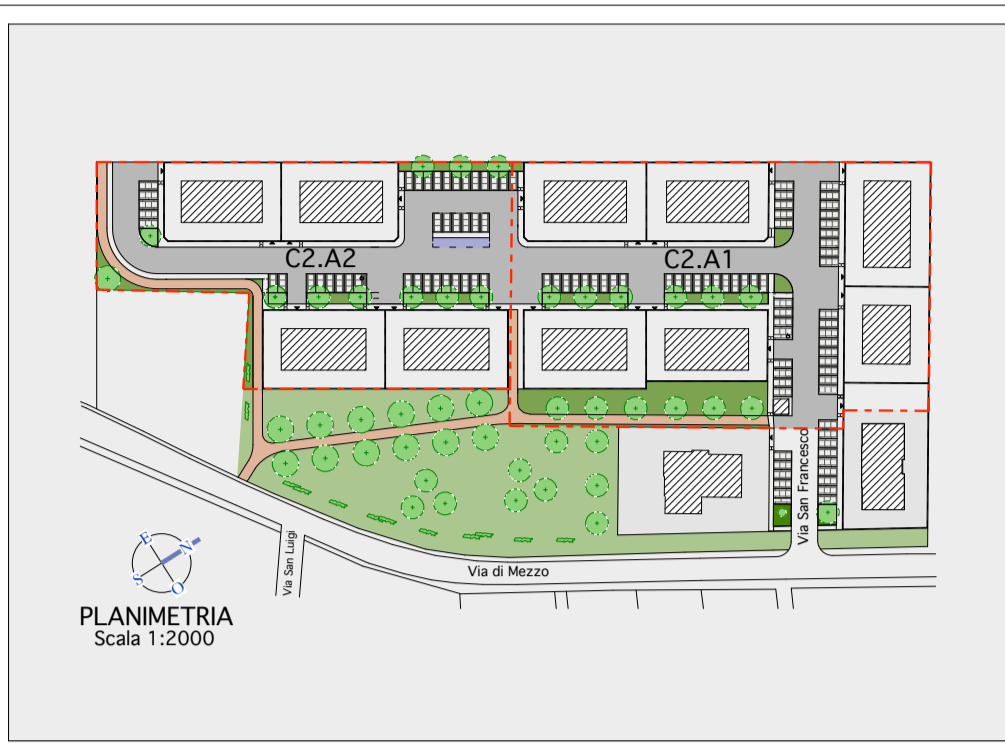 C2.A2
C2.A1
Via San Francesco
Via San Luigi
Via di Mezzo
E
N
S
O
PLANIMETRIA
Scala 1:2000